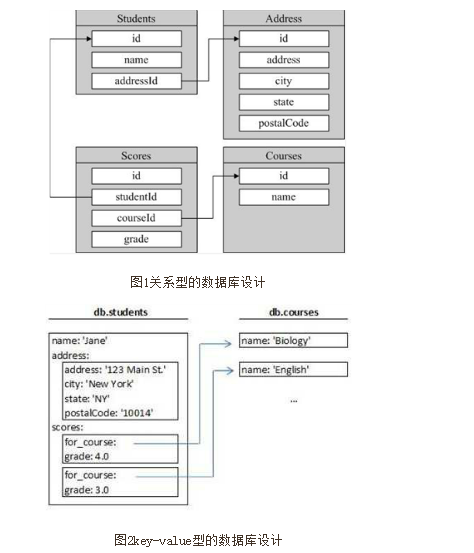 Students
id
name
addressId
Address
id
address
city
state
postalCode
Scores
id
studentId
courseId
grade
Courses
id
name
图1关系型的数据库设计
db.students
name: 'Jane'
address:
address: '123 Main St.'
city: 'New York'
state: 'NY'
postalCode: '10014'
scores:
for_course:
grade: 4.0
for_course:
grade: 3.0
db.courses
name: 'Biology'
name: 'English'
...
图2key-value型的数据库设计